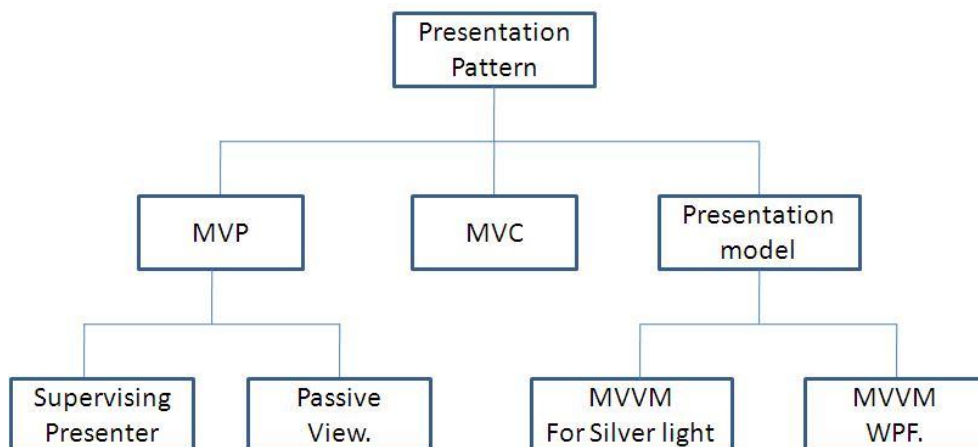 Presentation
Pattern
MVP
MVC
Presentation
model
Supervising
Presenter
Passive
View.
MVVM
For Silver light
MVVM
WPF.